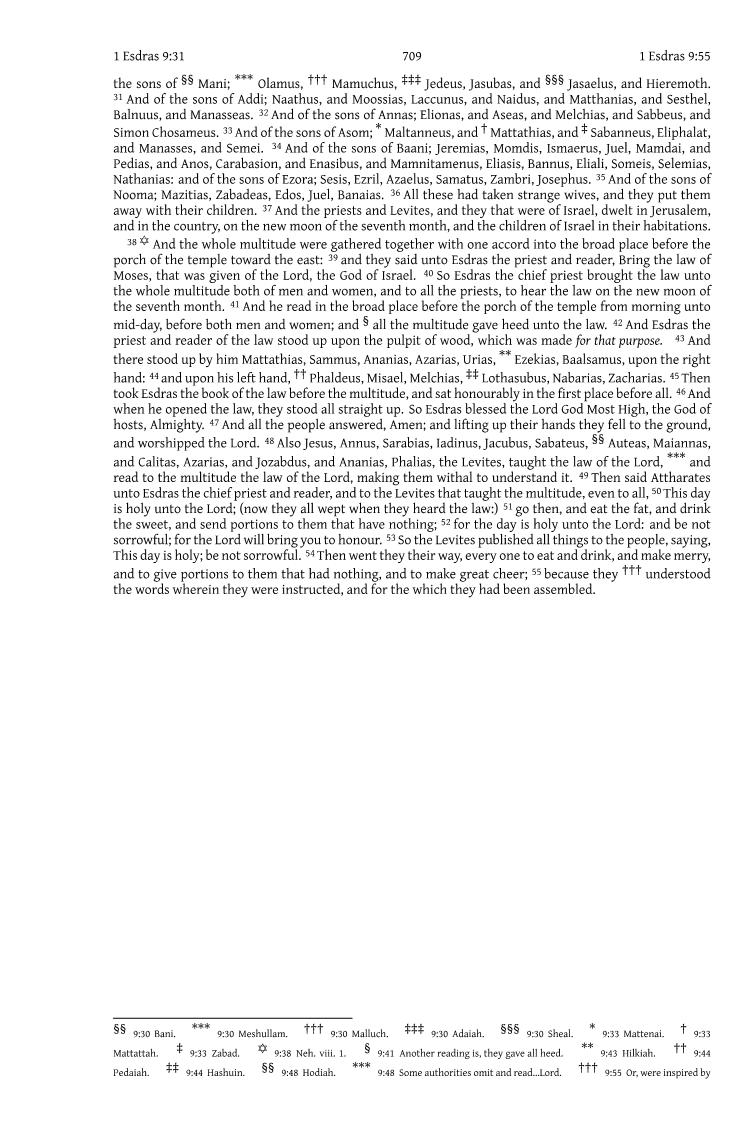 1 Esdras 9:31 709 1 Esdras 9:55
the sons of §§ Mani; *** Olamus, ††† Mamuchus, ‡‡‡ Jedeus, Jasubas, and §§§ Jasaelus, and Hieremoth.
31 And of the sons of Addi; Naathus, and Moossias, Laccunus, and Naidus, and Matthanias, and Sesthel,
Balnuus, and Manasseas. 32 And of the sons of Annas; Elionas, and Aseas, and Melchias, and Sabbeus, and
Simon Chosameus. 33 And of the sons of Asom; * Maltanneus, and † Mattathias, and ‡ Sabanneus, Eliphalat,
and Manasses, and Semei. 34 And of the sons of Baani; Jeremias, Momdis, Ismaerus, Juel, Mamdai, and
Pedias, and Anos, Carabasion, and Enasibus, and Mamnitamenus, Eliasis, Bannus, Eliali, Someis, Selemias,
Nathanias: and of the sons of Ezora; Sesis, Ezril, Azaelus, Samatus, Zambri, Josephus. 35 And of the sons of
Nooma; Mazitias, Zabadeas, Edos, Juel, Banaias. 36 All these had taken strange wives, and they put them
away with their children. 37 And the priests and Levites, and they that were of Israel, dwelt in Jerusalem,
and in the country, on the new moon of the seventh month, and the children of Israel in their habitations.
38 ✡ And the whole multitude were gathered together with one accord into the broad place before the
porch of the temple toward the east: 39 and they said unto Esdras the priest and reader, Bring the law of
Moses, that was given of the Lord, the God of Israel. 40 So Esdras the chief priest brought the law unto
the whole multitude both of men and women, and to all the priests, to hear the law on the new moon of
the seventh month. 41 And he read in the broad place before the porch of the temple from morning unto
mid-day, before both men and women; and § all the multitude gave heed unto the law. 42 And Esdras the
priest and reader of the law stood up upon the pulpit of wood, which was made for that purpose. 43 And
there stood up by him Mattathias, Sammus, Ananias, Azarias, Urias, ** Ezekias, Baalsamus, upon the right
hand: 44 and upon his left hand, †† Phaldeus, Misael, Melchias, ‡‡ Lothasubus, Nabarias, Zacharias. 45 Then
took Esdras the book of the law before the multitude, and sat honourably in the first place before all. 46 And
when he opened the law, they stood all straight up. So Esdras blessed the Lord God Most High, the God of
hosts, Almighty. 47 And all the people answered, Amen; and lifting up their hands they fell to the ground,
and worshipped the Lord. 48 Also Jesus, Annus, Sarabias, Iadinus, Jacubus, Sabateus, §§ Auteas, Maiannas,
and Calitas, Azarias, and Jozabdus, and Ananias, Phalias, the Levites, taught the law of the Lord, *** and
read to the multitude the law of the Lord, making them withal to understand it. 49 Then said Attharates
unto Esdras the chief priest and reader, and to the Levites that taught the multitude, even to all, 50 This day
is holy unto the Lord; (now they all wept when they heard the law:) 51 go then, and eat the fat, and drink
the sweet, and send portions to them that have nothing; 52 for the day is holy unto the Lord: and be not
sorrowful; for the Lord will bring you to honour. 53 So the Levites published all things to the people, saying,
This day is holy; be not sorrowful. 54 Then went they their way, every one to eat and drink, and make merry,
and to give portions to them that had nothing, and to make great cheer; 55 because they ††† understood
the words wherein they were instructed, and for the which they had been assembled.
§§ 9:30 Bani. *** 9:30 Meshullam. ††† 9:30 Malluch. ‡‡‡ 9:30 Adaiah. §§§ 9:30 Sheal. * 9:33 Mattenai. † 9:33
Mattattah. ‡ 9:33 Zabad. ✡ 9:38 Neh. viii. 1. § 9:41 Another reading is, they gave all heed. ** 9:43 Hilkiah. †† 9:44
Pedaiah. ‡‡ 9:44 Hashuin. §§ 9:48 Hodiah. *** 9:48 Some authorities omit and read...Lord. ††† 9:55 Or, were inspired by